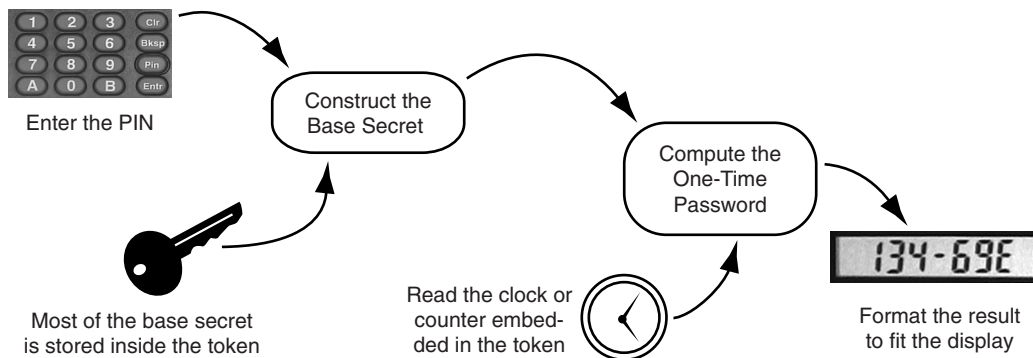 1 2 3 Clr
4 5 6 Bksp
7 8 9 Pin
A 0 B Entr
Enter the PIN
Construct the
Base Secret
Most of the base secret
is stored inside the token
Compute the
One-Time
Password
Read the clock or
counter embed-
ded in the token
134-69E
Format the result
to fit the display